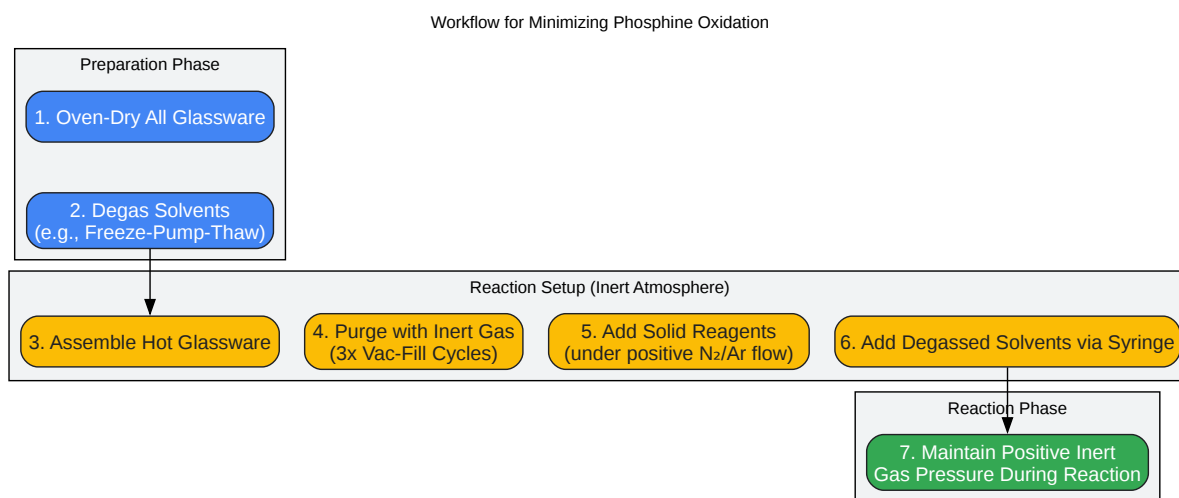 Workflow for Minimizing Phosphine Oxidation
Preparation Phase
1. Oven-Dry All Glassware
2. Degas Solvents
(e.g., Freeze-Pump-Thaw)
Reaction Setup (Inert Atmosphere)
3. Assemble Hot Glassware
4. Purge with Inert Gas
(3x Vac-Fill Cycles)
5. Add Solid Reagents
(under positive N₂/Ar flow)
6. Add Degassed Solvents via Syringe
Reaction Phase
7. Maintain Positive Inert
Gas Pressure During Reaction